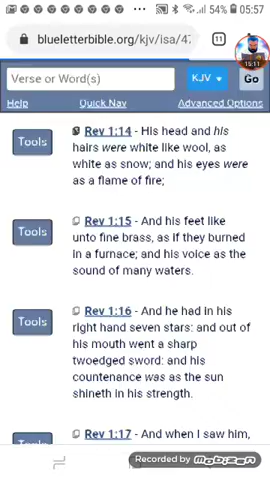 54% 05:57
blueletterbible.org/kjv/isa/47
11
Verse or Word(s)
KJV
Go
15:11
Help Quick Nav Advanced Options
Tools
Rev 1:14 - His head and his
hairs were white like wool, as
white as snow; and his eyes were
as a flame of fire;
Tools
Rev 1:15 - And his feet like
unto fine brass, as if they burned
in a furnace; and his voice as the
sound of many waters.
Tools
Rev 1:16 - And he had in his
right hand seven stars: and out of
his mouth went a sharp
twoedged sword: and his
countenance was as the sun
shineth in his strength.
Tools
Rev 1:17 - And when I saw him,
Recorded by Mobizen